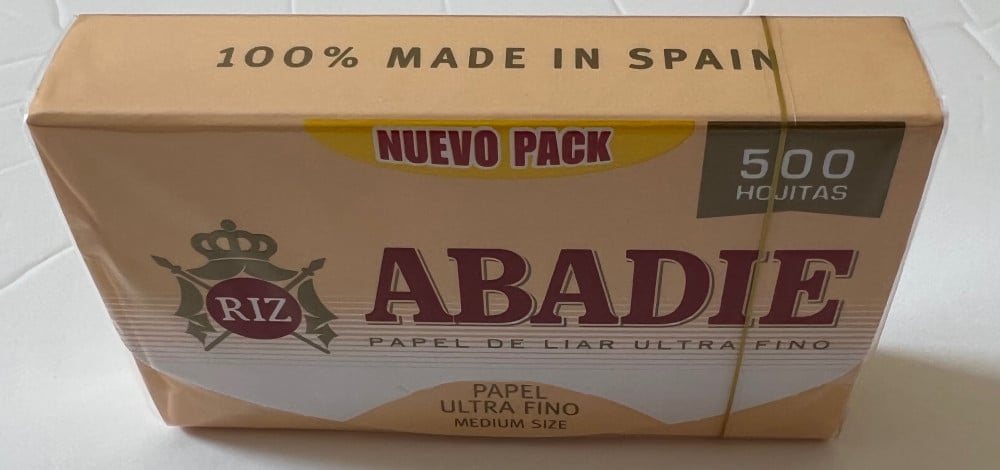 100% MADE IN SPAIN
NUEVO PACK
500
HOJITAS
RIZ
ABADIE
PAPEL DE LIAR ULTRA FINO
PAPEL
ULTRA FINO
MEDIUM SIZE